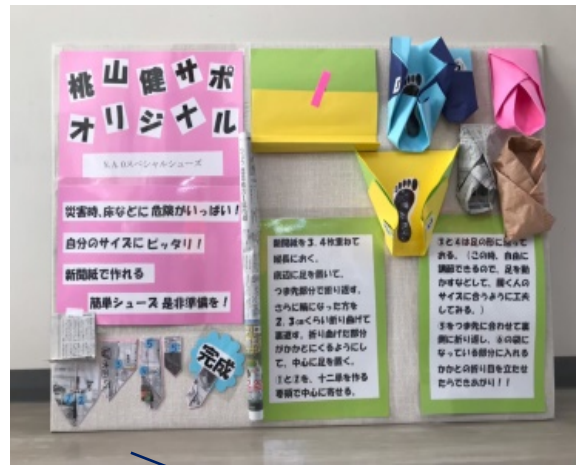 桃山健サポ
オリジナル
S.A.Dスペシャルシューズ
災害時、床などに危険がいっぱい！
自分のサイズにピッタリ！
新聞紙で作れる
簡単シューズ是非準備を！
完成
新聞紙を3、4枚重ねて
縦長におく。
底辺に足を置いて、
つま先部分で折り返す。
さらに輪になった方を
2、3㎝くらい折り曲げて
裏返す。折り曲げた部分
がかかとにくるようにし
て、中心に足を置く。
①と②を、十二単を作る
要領で中心に寄せる。
③と④は足の形に沿って
折る。（この時、自由に
調節できるので、足を動
かすなどして、履く人の
サイズに合うように工夫
してみる。）
⑤をつま先に合わせて裏
側に折り返し、⑥の袋に
なっている部分に入れる
かかとの折り目を立たせ
たらできあがり！！